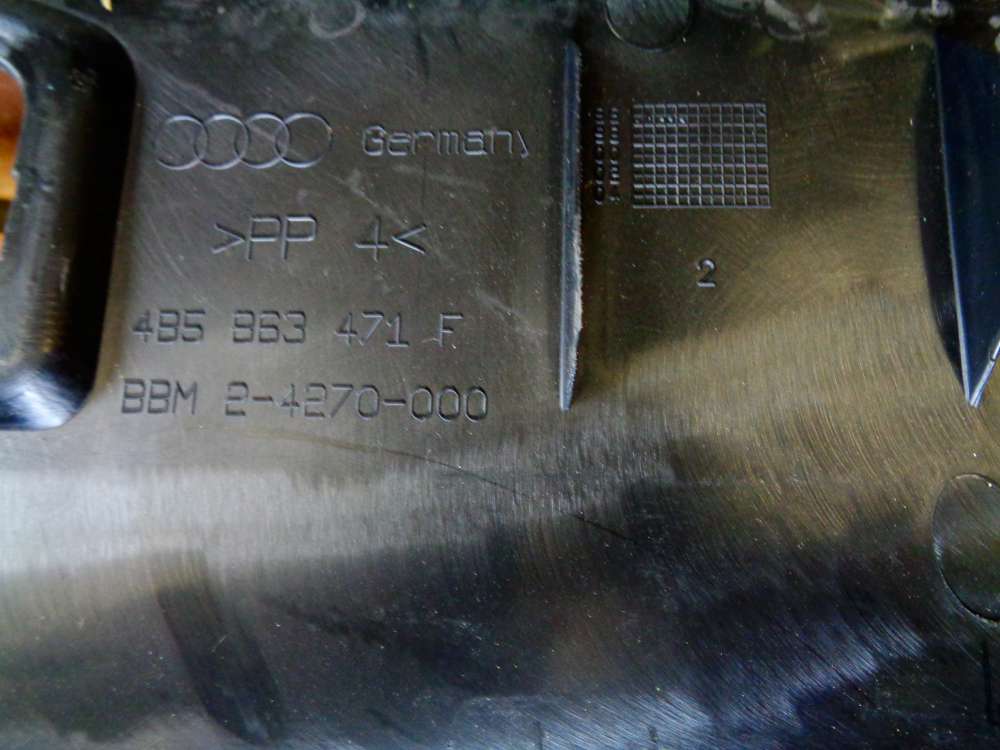 Germany
>PP 4<
4B5 863 471 F
BBM 2-4270-000
2